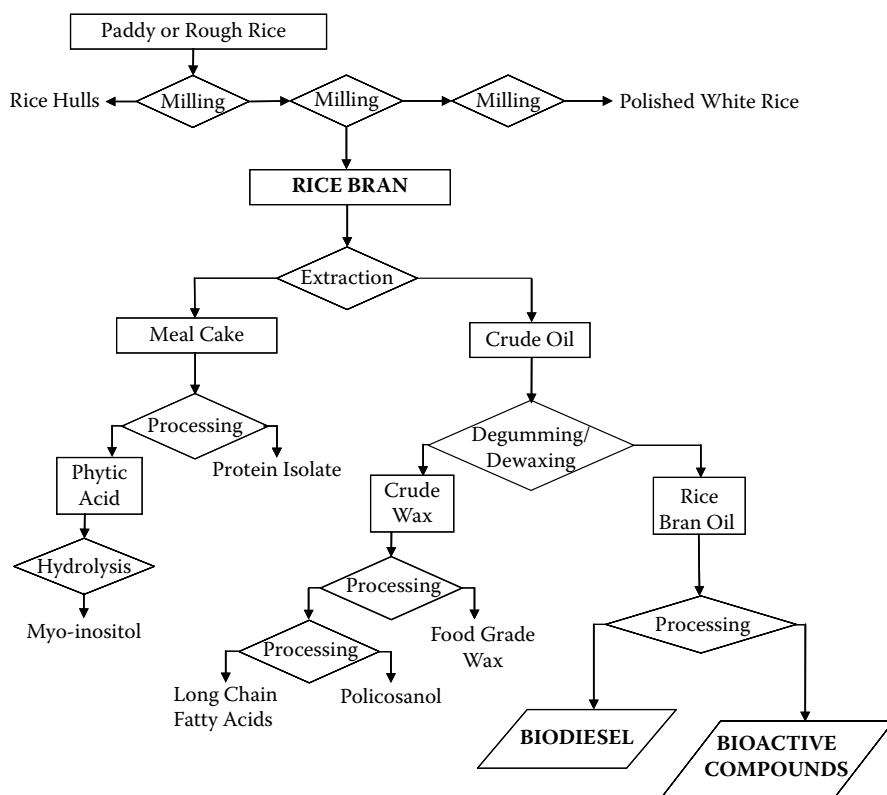 Paddy or Rough Rice
Rice Hulls
Milling
Milling
Milling
Polished White Rice
RICE BRAN
Extraction
Meal Cake
Crude Oil
Processing
Degumming/
Dewaxing
Phytic
Acid
Protein Isolate
Crude
Wax
Rice
Bran Oil
Hydrolysis
Processing
Myo-inositol
Food Grade
Wax
Processing
Processing
Long Chain
Fatty Acids
Policosanol
BIODIESEL
BIOACTIVE
COMPOUNDS